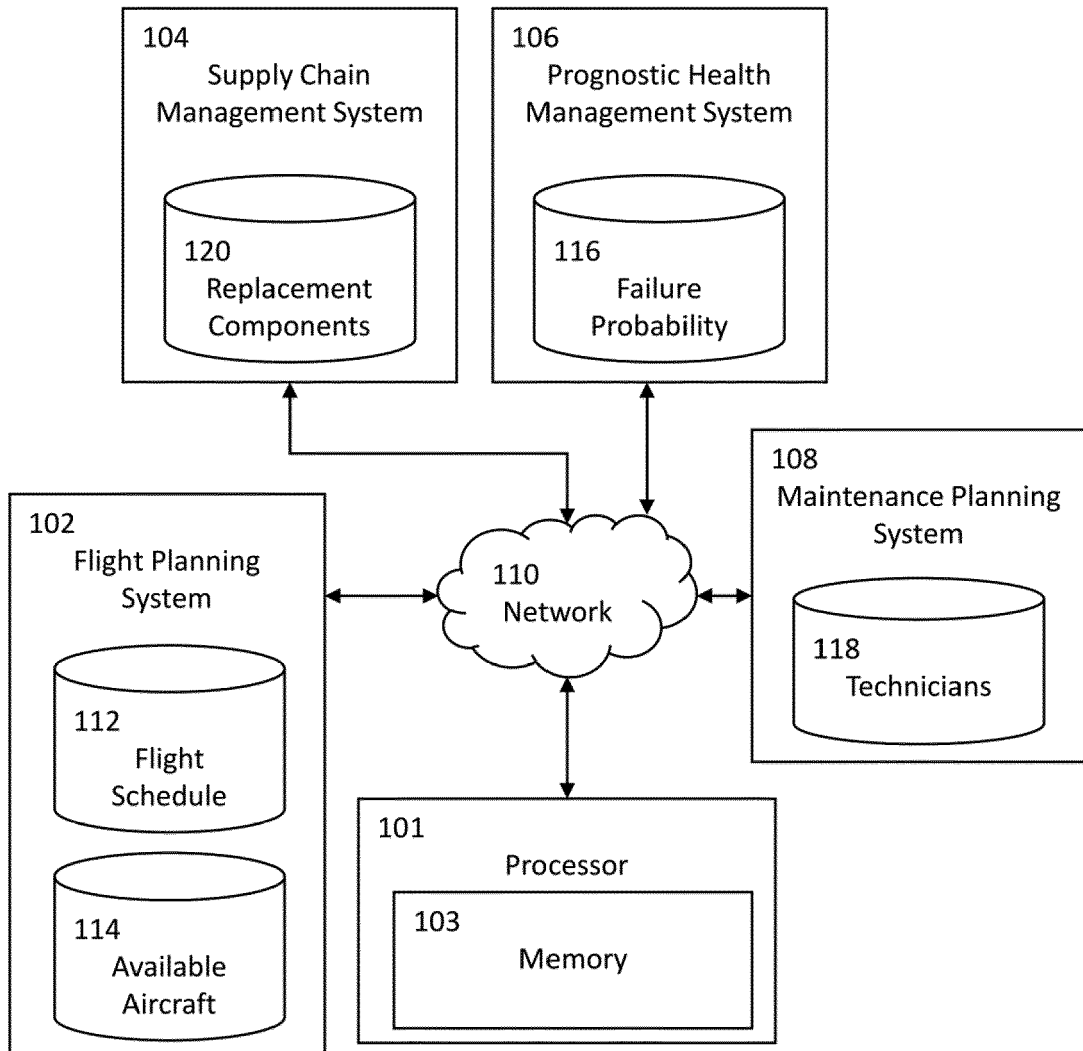 104
Supply Chain
Management System
120
Replacement
Components
106
Prognostic Health
Management System
116
Failure
Probability
108
Maintenance Planning
System
118
Technicians
102
Flight Planning
System
112
Flight
Schedule
114
Available
Aircraft
110
Network
101
Processor
103
Memory